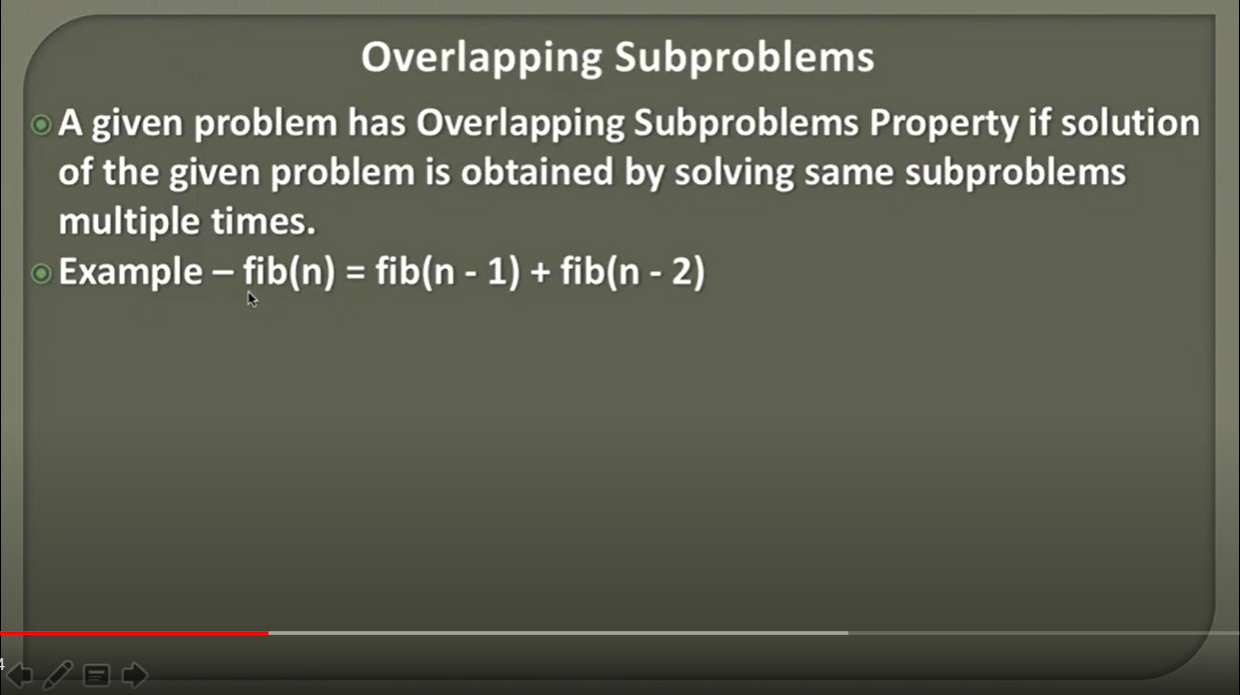 Overlapping Subproblems
A given problem has Overlapping Subproblems Property if solution
of the given problem is obtained by solving same subproblems
multiple times.
Example – fib(n) = fib(n - 1) + fib(n - 2)
4